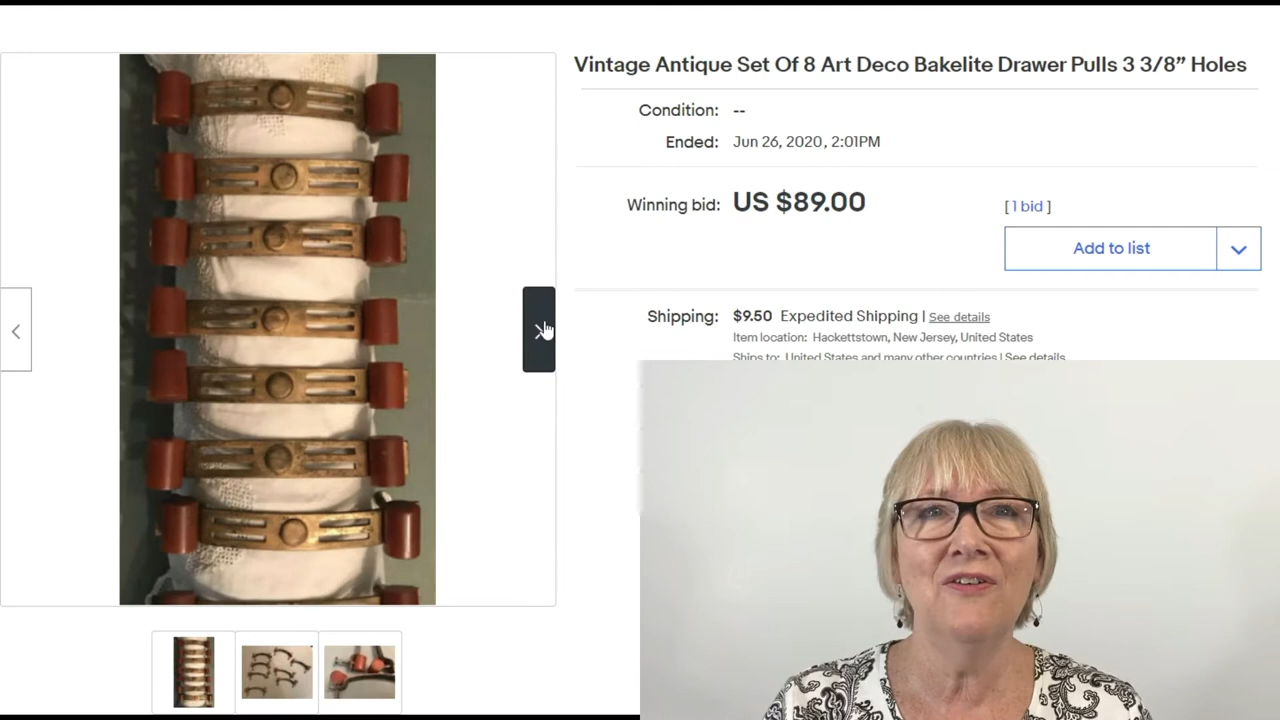 Vintage Antique Set Of 8 Art Deco Bakelite Drawer Pulls 3 3/8” Holes
Condition: --
Ended: Jun 26, 2020, 2:01PM
Winning bid: US $89.00 [ 1 bid ]
Add to list
Shipping: $9.50 Expedited Shipping | See details
Item location: Hackettstown, New Jersey, United States
Ships to: United States and many other countries | See details